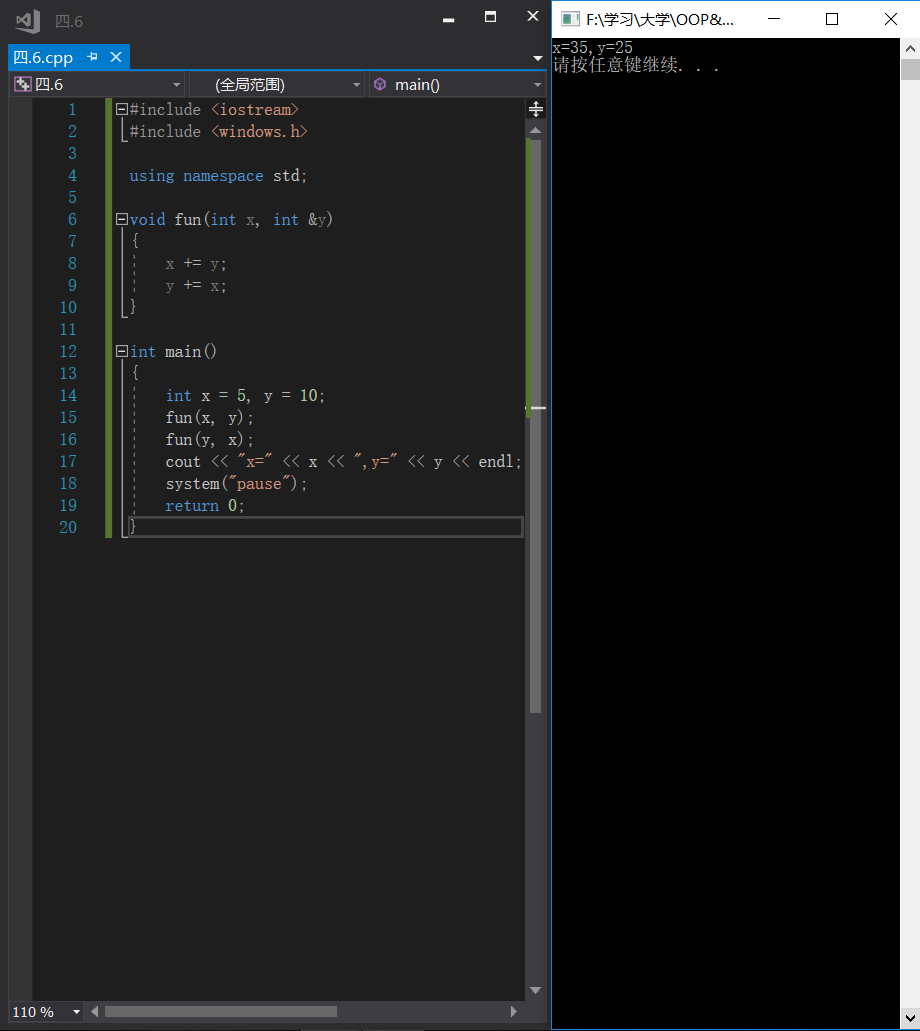 四.6
四.6.cpp
四.6 (全局范围) main()
1 #include <iostream>
2 #include <windows.h>
3
4 using namespace std;
5
6 void fun(int x, int &y)
7 {
8 x += y;
9 y += x;
10 }
11
12 int main()
13 {
14 int x = 5, y = 10;
15 fun(x, y);
16 fun(y, x);
17 cout << "x=" << x << ",y=" << y << endl;
18 system("pause");
19 return 0;
20 }
110 %
F:\学习\大学\OOP&...
x=35,y=25
请按任意键继续. . .